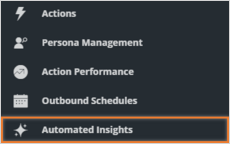 Actions
Persona Management
Action Performance
Outbound Schedules
Automated Insights